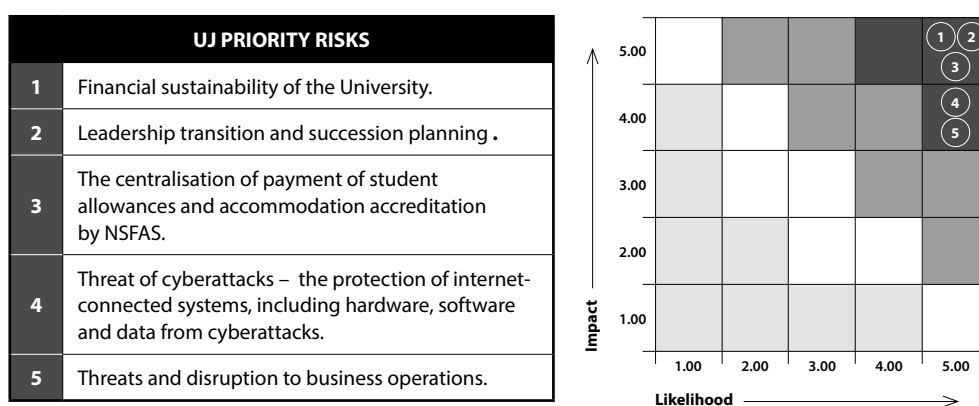 UJ PRIORITY RISKS
1 Financial sustainability of the University.
2 Leadership transition and succession planning .
3 The centralisation of payment of student
allowances and accommodation accreditation
by NSFAS.
4 Threat of cyberattacks – the protection of internet-
connected systems, including hardware, software
and data from cyberattacks.
5 Threats and disruption to business operations.
Impact
5.00
4.00
3.00
2.00
1.00
1 2
3
4
5
1.00 2.00 3.00 4.00 5.00
Likelihood